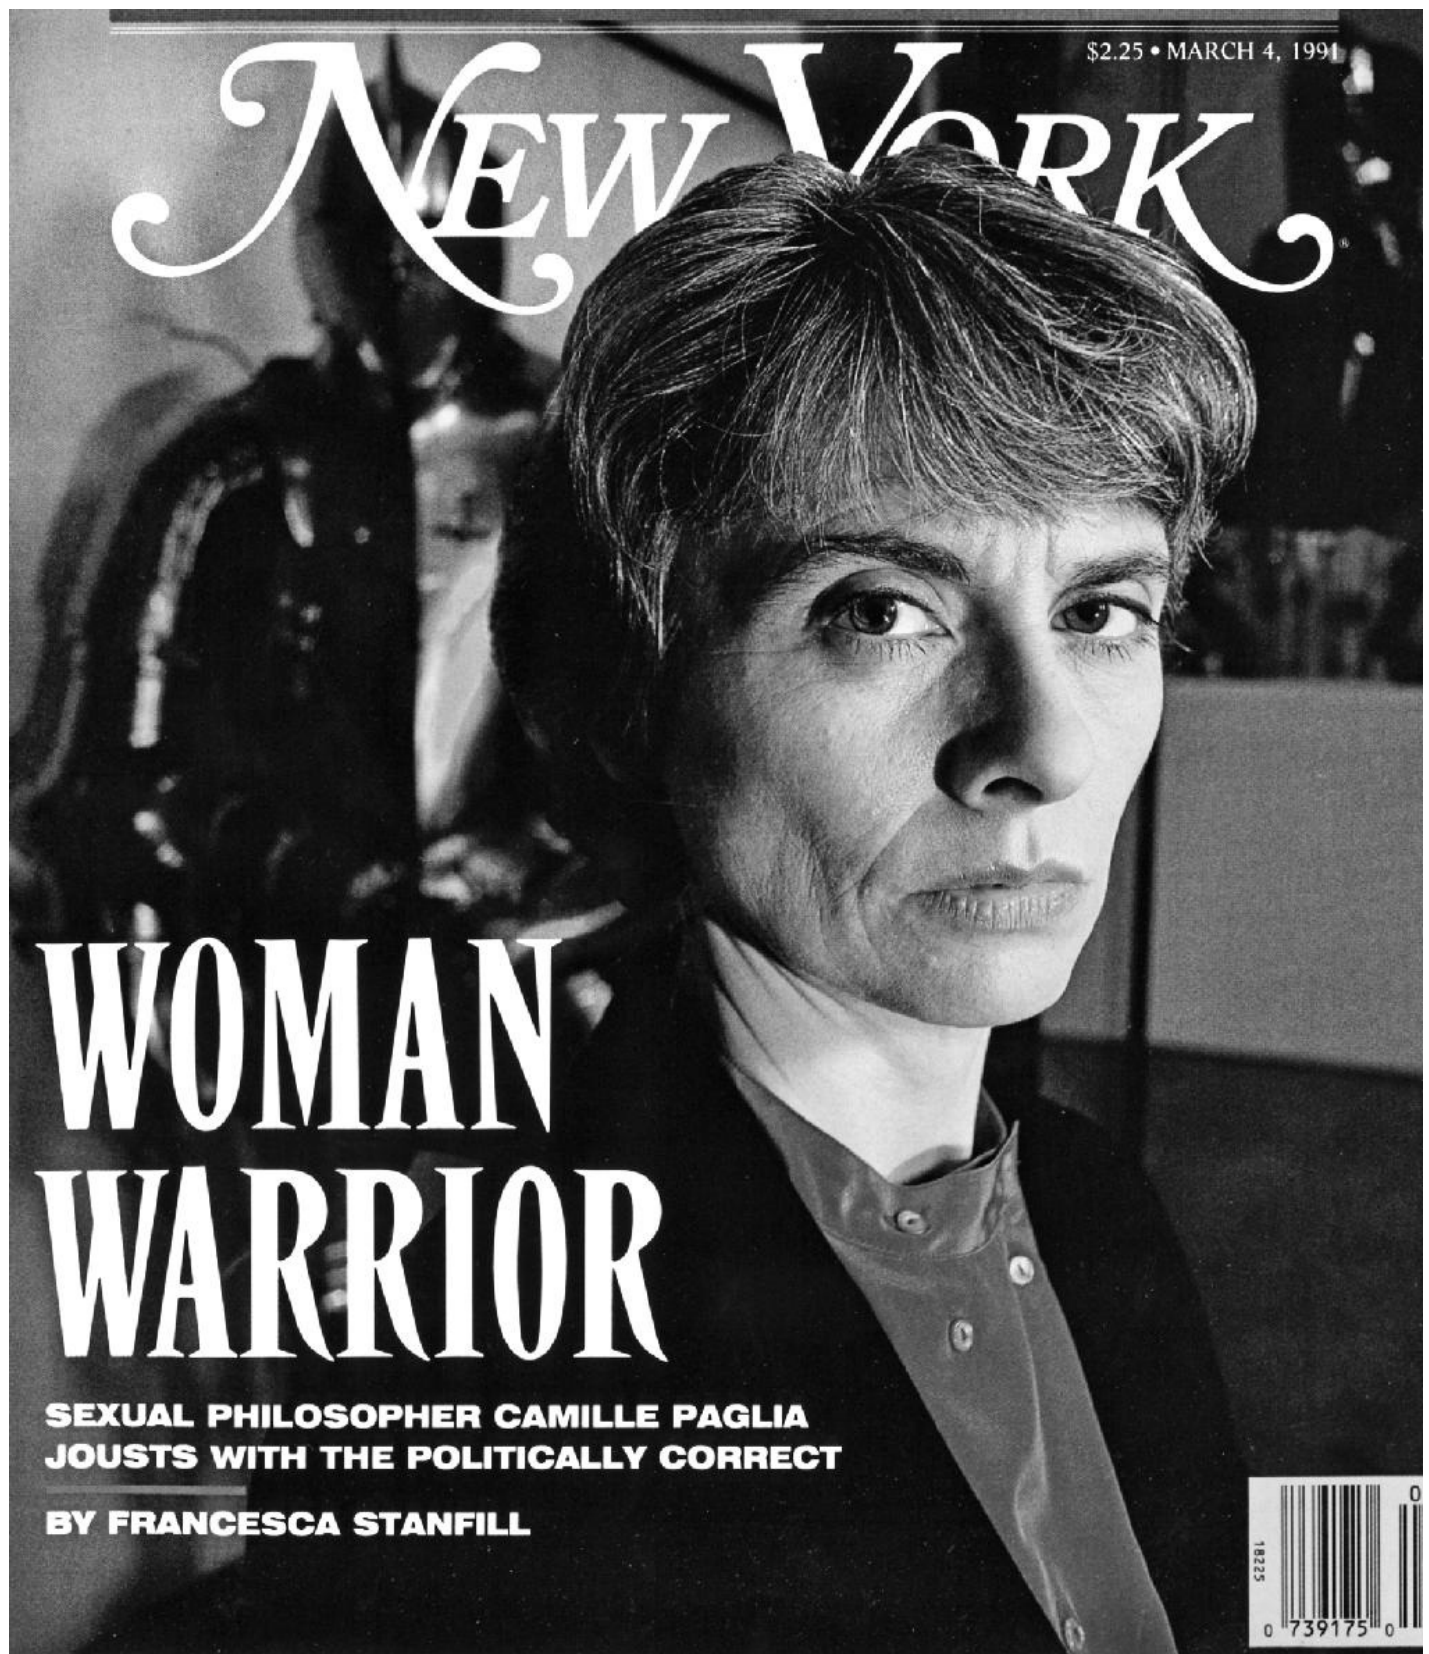 $2.25 • MARCH 4, 1991
NEW YORK
®
WOMAN
WARRIOR
SEXUAL PHILOSOPHER CAMILLE PAGLIA
JOUSTS WITH THE POLITICALLY CORRECT
BY FRANCESCA STANFILL
18225
0
0 739175 0